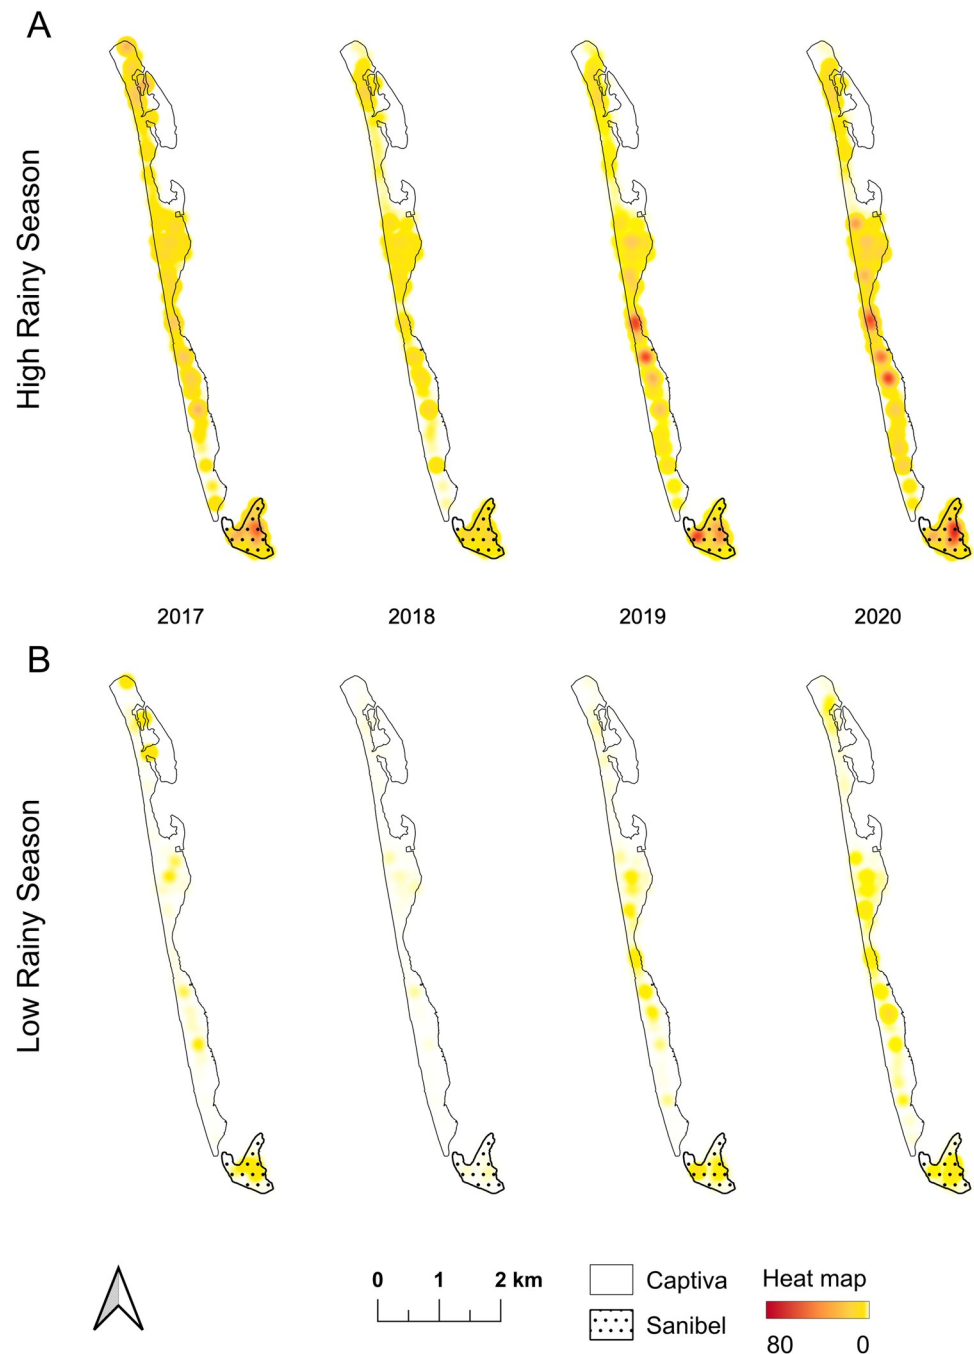 A
High Rainy Season
2017 2018 2019 2020
B
Low Rainy Season
0 1 2 km
Captiva
Sanibel
Heat map
80 0